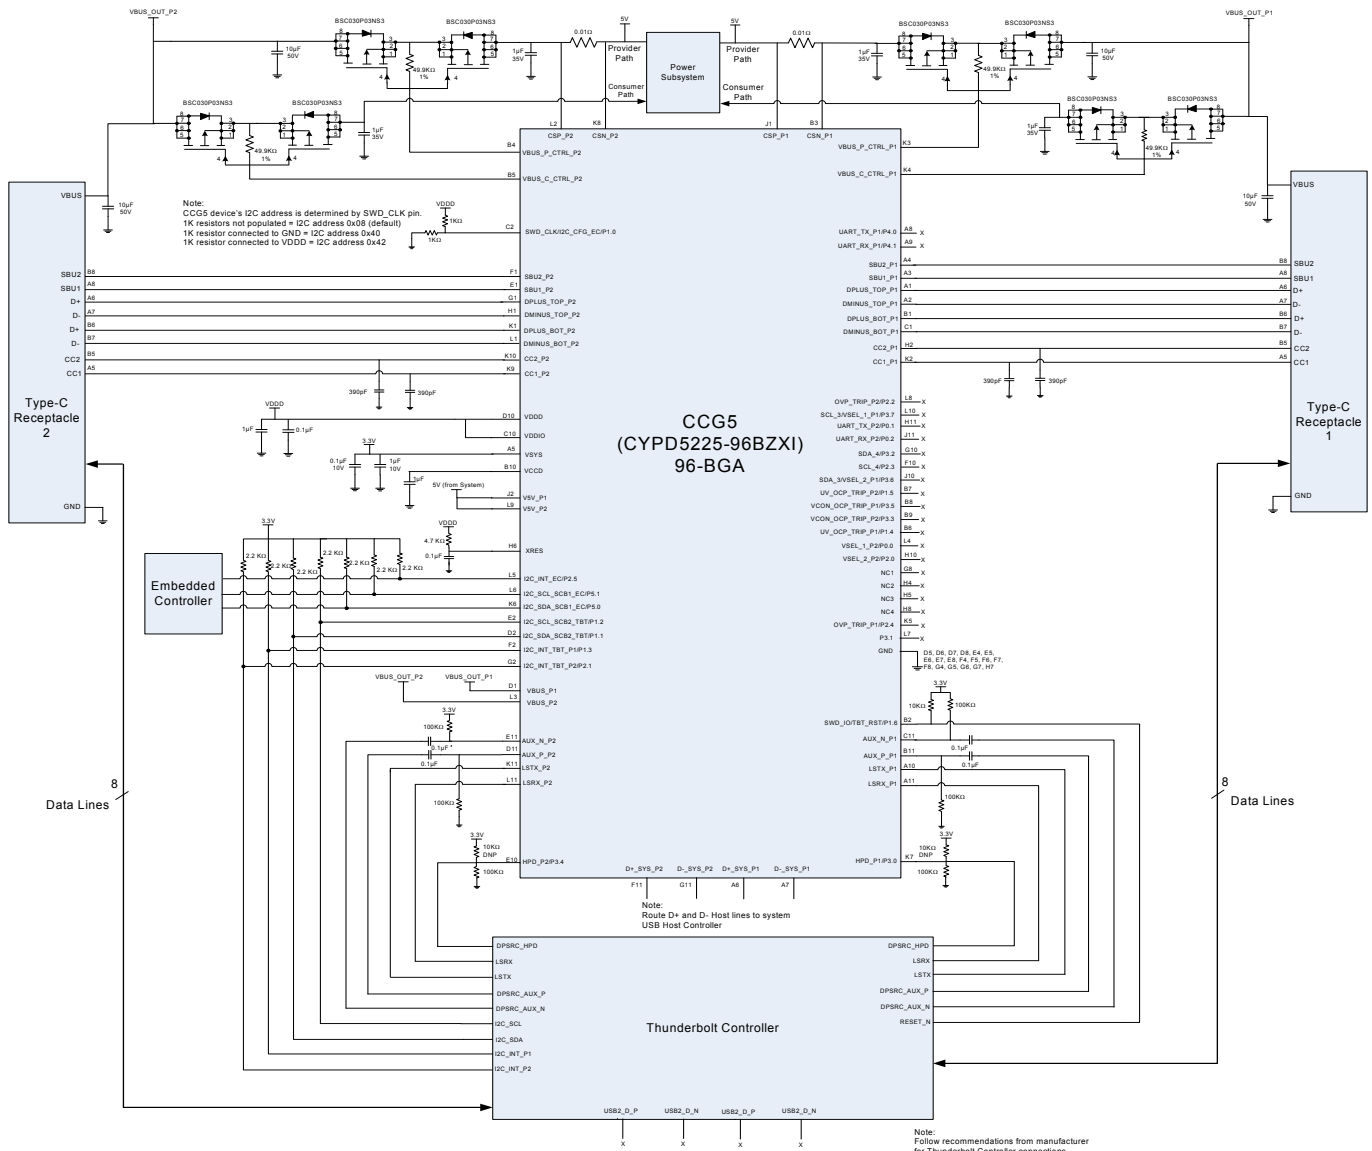 VBUS_OUT_P2
BSC030P03NS3
BSC030P03NS3
0.01Ω
5V
5V
0.01Ω
BSC030P03NS3
BSC030P03NS3
VBUS_OUT_P1
10µF
50V
49.9KΩ
1%
1µF
35V
Provider
Path
Consumer
Path
Power
Subsystem
Provider
Path
Consumer
Path
1µF
35V
49.9KΩ
1%
10µF
50V
BSC030P03NS3
BSC030P03NS3
49.9KΩ
1%
1µF
35V
BSC030P03NS3
BSC030P03NS3
1µF
35V
49.9KΩ
1%
L2
K8
J1
B3
CSP_P2
CSN_P2
CSP_P1
CSN_P1
B4
VBUS_P_CTRL_P2
B5
VBUS_C_CTRL_P2
K3
VBUS_P_CTRL_P1
K4
VBUS_C_CTRL_P1
VBUS
10µF
50V
10µF
50V
VBUS
Note:
CCG5 device's I2C address is determined by SWD_CLK pin.
1K resistors not populated = I2C address 0x08 (default)
1K resistor connected to GND = I2C address 0x40
1K resistor connected to VDDD = I2C address 0x42
VDDD
1KΩ
1KΩ
C2
SWD_CLK/I2C_CFG_EC/P1.0
UART_TX_P1/P4.0 A8 X
UART_RX_P1/P4.1 A9 X
SBU2 B8 F1 SBU2_P2
SBU1 A8 E1 SBU1_P2
D+ A6 G1 DPLUS_TOP_P2
D- A7 H1 DMINUS_TOP_P2
D+ B6 K1 DPLUS_BOT_P2
D- B7 L1 DMINUS_BOT_P2
CC2 B5 K10 CC2_P2
CC1 A5 K9 CC1_P2
SBU2_P1 A4 B8 SBU2
SBU1_P1 A3 A8 SBU1
DPLUS_TOP_P1 A1 A6 D+
DMINUS_TOP_P1 A2 A7 D-
DPLUS_BOT_P1 B1 B6 D+
DMINUS_BOT_P1 C1 B7 D-
CC2_P1 H2 B5 CC2
CC1_P1 K2 A5 CC1
390pF
390pF
390pF
390pF
Type-C
Receptacle
2
Type-C
Receptacle
1
GND
GND
CCG5
(CYPD5225-96BZXI)
96-BGA
VDDD
1µF
0.1µF
D10 VDDD
C10 VDDIO
3.3V
0.1µF
10V
1µF
10V
A5 VSYS
B10 VCCD
1µF
5V (from System)
J2 V5V_P1
L9 V5V_P2
VDDD
4.7 KΩ
0.1µF
H6 XRES
OVP_TRIP_P2/P2.2 L8 X
SCL_3/VSEL_1_P1/P3.7 L10 X
UART_TX_P2/P0.1 H11 X
UART_RX_P2/P0.2 J11 X
SDA_4/P3.2 G10 X
SCL_4/P2.3 F10 X
SDA_3/VSEL_2_P1/P3.6 J10 X
UV_OCP_TRIP_P2/P1.5 B7 X
VCON_OCP_TRIP_P1/P3.5 B8 X
VCON_OCP_TRIP_P2/P3.3 B9 X
UV_OCP_TRIP_P1/P1.4 B6 X
VSEL_1_P2/P0.0 L4 X
VSEL_2_P2/P2.0 H10 X
NC1 G8 X
NC2 H4 X
NC3 H5 X
NC4 H8 X
OVP_TRIP_P1/P2.4 K5 X
P3.1 L7 X
GND
D5, D6, D7, D8, E4, E5,
E6, E7, E8, F4, F5, F6, F7,
F8, G4, G5, G6, G7, H7
3.3V
2.2 KΩ
2.2 KΩ
2.2 KΩ
2.2 KΩ
2.2 KΩ
2.2 KΩ
2.2 KΩ
Embedded
Controller
L5 I2C_INT_EC/P2.5
L6 I2C_SCL_SCB1_EC/P5.1
K6 I2C_SDA_SCB1_EC/P5.0
E2 I2C_SCL_SCB2_TBT/P1.2
D2 I2C_SDA_SCB2_TBT/P1.1
F2 I2C_INT_TBT_P1/P1.3
G2 I2C_INT_TBT_P2/P2.1
VBUS_OUT_P2
VBUS_OUT_P1
D1 VBUS_P1
L3 VBUS_P2
3.3V
100KΩ
0.1µF
0.1µF
100KΩ
E11 AUX_N_P2
D11 AUX_P_P2
K11 LSTX_P2
L11 LSRX_P2
3.3V
10KΩ
100KΩ
SWD_IO/TBT_RST/P1.6 B2
AUX_N_P1 C11
AUX_P_P1 B11
LSTX_P1 A10
LSRX_P1 A11
0.1µF
0.1µF
100KΩ
8
Data Lines
8
Data Lines
3.3V
10KΩ
DNP
100KΩ
E10 HPD_P2/P3.4
HPD_P1/P3.0 K7
3.3V
10KΩ
DNP
100KΩ
D+_SYS_P2
D-_SYS_P2
D+_SYS_P1
D-_SYS_P1
F11
G11
A6
A7
Note:
Route D+ and D- Host lines to system
USB Host Controller
DPSRC_HPD
LSRX
LSTX
DPSRC_AUX_P
DPSRC_AUX_N
I2C_SCL
I2C_SDA
I2C_INT_P1
I2C_INT_P2
Thunderbolt Controller
DPSRC_HPD
LSRX
LSTX
DPSRC_AUX_P
DPSRC_AUX_N
RESET_N
USB2_D_P
USB2_D_N
USB2_D_P
USB2_D_N
X
X
X
X
Note:
Follow recommendations from manufacturer
for Thunderbolt Controller connections